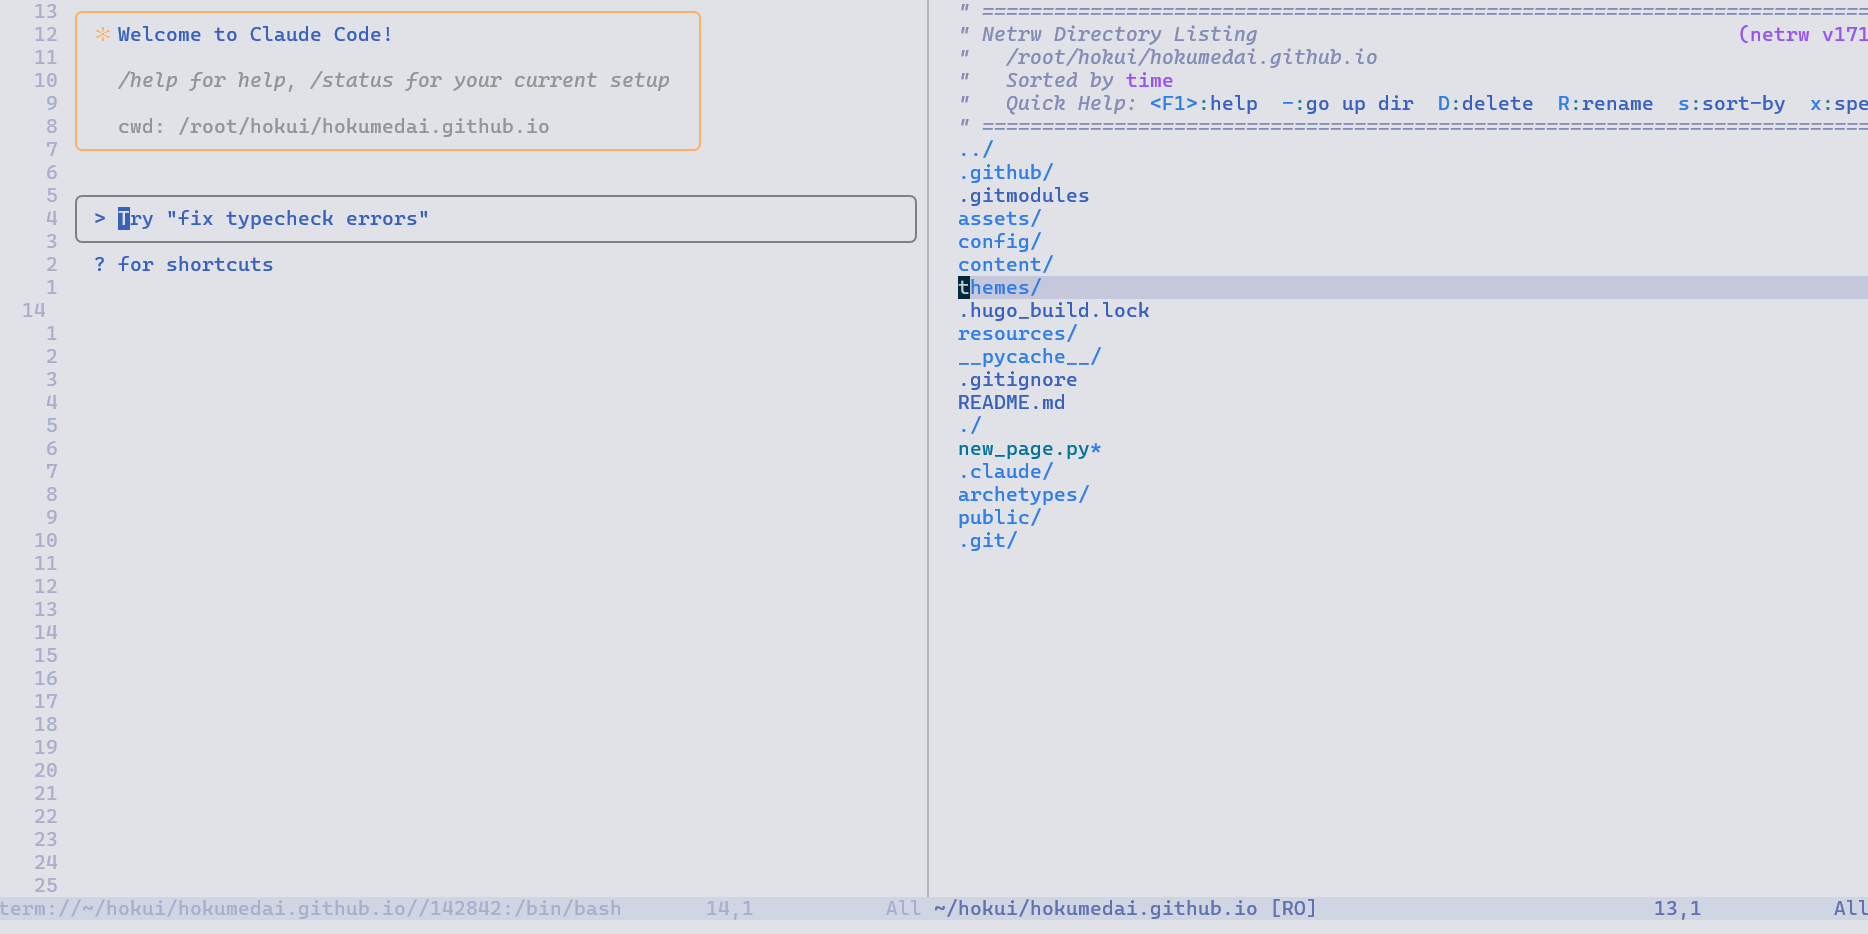 13
12 ✻ Welcome to Claude Code!
11
10 /help for help, /status for your current setup
9
8 cwd: /root/hokui/hokumedai.github.io
7
6
5
4 > Try "fix typecheck errors"
3
2 ? for shortcuts
1
14
1
2
3
4
5
6
7
8
9
10
11
12
13
14
15
16
17
18
19
20
21
22
23
24
25
term://~/hokui/hokumedai.github.io//142842:/bin/bash 14,1 All
" ==========================================================================
" Netrw Directory Listing (netrw v171
" /root/hokui/hokumedai.github.io
" Sorted by time
" Quick Help: <F1>:help -:go up dir D:delete R:rename s:sort-by x:spe
" ==========================================================================
../
.github/
.gitmodules
assets/
config/
content/
themes/
.hugo_build.lock
resources/
__pycache__/
.gitignore
README.md
./
new_page.py*
.claude/
archetypes/
public/
.git/
~/hokui/hokumedai.github.io [RO] 13,1 All